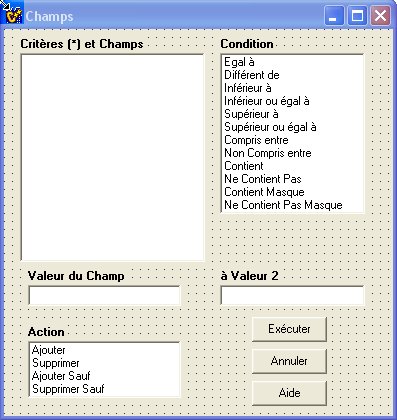 Champs
Critères (*) et Champs
Condition
Egal à
Différent de
Inférieur à
Inférieur ou égal à
Supérieur à
Supérieur ou égal à
Compris entre
Non Compris entre
Contient
Ne Contient Pas
Contient Masque
Ne Contient Pas Masque
Valeur du Champ
à Valeur 2
Action
Ajouter
Supprimer
Ajouter Sauf
Supprimer Sauf
Exécuter
Annuler
Aide